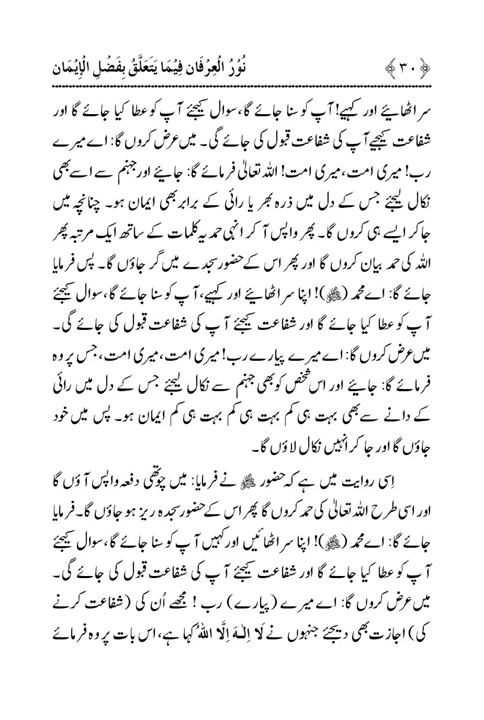 ﴿۳۰﴾ نُوْرُ الْعِرْفَان فِيْمَا يَتَعَلَّقُ بِفَضْلِ الْإِيْمَان
سر اٹھائیے اور کہیے! آپ کو سنا جائے گا، سوال کیجئے آپ کو عطا کیا جائے گا اور
شفاعت کیجیے آپ کی شفاعت قبول کی جائے گی۔ میں عرض کروں گا: اے میرے
رب! میری امت، میری امت! اللہ تعالیٰ فرمائے گا: جایئے اور جہنم سے اسے بھی
نکال لیجئے جس کے دل میں ذرہ بھر یا رائی کے برابر بھی ایمان ہو۔ چنانچہ میں
جا کر ایسے ہی کروں گا۔ پھر واپس آ کر انہی حمدیہ کلمات کے ساتھ ایک مرتبہ پھر
اللہ کی حمد بیان کروں گا اور پھر اس کے حضور سجدے میں گر جاؤں گا۔ پس فرمایا
جائے گا: اے محمد (ﷺ)! اپنا سر اٹھایئے اور کہیے، آپ کو سنا جائے گا، سوال کیجئے
آپ کو عطا کیا جائے گا اور شفاعت کیجئے آپ کی شفاعت قبول کی جائے گی۔
میں عرض کروں گا: اے میرے پیارے رب! میری امت، میری امت، جس پر وہ
فرمائے گا: جایئے اور اس شخص کو بھی جہنم سے نکال لیجئے جس کے دل میں رائی
کے دانے سے بھی بہت ہی کم بہت ہی کم بہت ہی کم ایمان ہو۔ پس میں خود
جاؤں گا اور جا کر انہیں نکال لاؤں گا۔
اِسی روایت میں ہے کہ حضور ﷺ نے فرمایا: میں چوتھی دفعہ واپس آؤں گا
اور اسی طرح اللہ تعالیٰ کی حمد کروں گا پھر اس کے حضور سجدہ ریز ہو جاؤں گا۔ فرمایا
جائے گا: اے محمد (ﷺ)! اپنا سر اٹھائیں اور کہیں آپ کو سنا جائے گا، سوال کیجئے
آپ کو عطا کیا جائے گا اور شفاعت کیجئے آپ کی شفاعت قبول کی جائے گی۔
میں عرض کروں گا: اے میرے (پیارے) رب! مجھے اُن کی (شفاعت کرنے
کی) اجازت بھی دیجئے جنہوں نے لَا اِلٰهَ اِلَّا اللهُ کہا ہے، اس بات پر وہ فرمائے